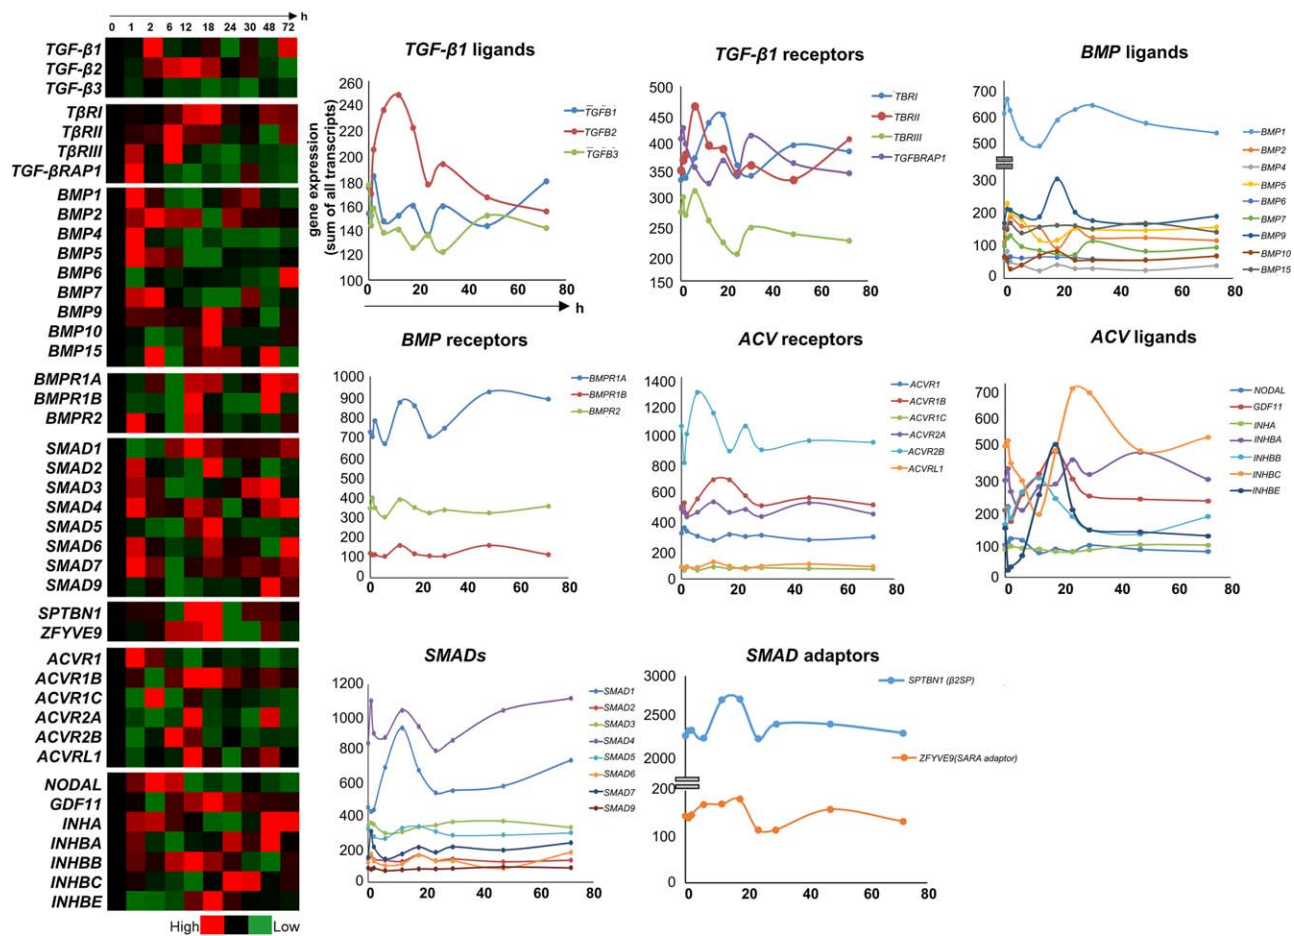 h
0 1 2 6 12 18 24 30 48 72
TGF-β1
TGF-β2
TGF-β3
TβRI
TβRII
TβRIII
TGF-βRAP1
BMP1
BMP2
BMP4
BMP5
BMP6
BMP7
BMP9
BMP10
BMP15
BMPR1A
BMPR1B
BMPR2
SMAD1
SMAD2
SMAD3
SMAD4
SMAD5
SMAD6
SMAD7
SMAD9
SPTBN1
ZFYVE9
ACVR1
ACVR1B
ACVR1C
ACVR2A
ACVR2B
ACVRL1
NODAL
GDF11
INHA
INHBA
INHBB
INHBC
INHBE
High Low
TGF-β1 ligands
gene expression
(sum of all transcripts)
260
240
220
200
180
160
140
120
100
0 20 40 60 80
h
TGFB1
TGFB2
TGFB3
TGF-β1 receptors
500
450
400
350
300
250
200
150
0 20 40 60 80
TBRI
TBRII
TBRIII
TGFBRAP1
BMP ligands
700
600
500
300
200
100
0
0 20 40 60 80
BMP1
BMP2
BMP4
BMP5
BMP6
BMP7
BMP9
BMP10
BMP15
BMP receptors
1000
900
800
700
600
500
400
300
200
100
0
0 20 40 60 80
BMPR1A
BMPR1B
BMPR2
ACV receptors
1400
1200
1000
800
600
400
200
0
0 20 40 60 80
ACVR1
ACVR1B
ACVR1C
ACVR2A
ACVR2B
ACVRL1
ACV ligands
700
600
500
400
300
200
100
0
0 20 40 60 80
NODAL
GDF11
INHA
INHBA
INHBB
INHBC
INHBE
SMADs
1200
1000
800
600
400
200
0
0 20 40 60 80
SMAD1
SMAD2
SMAD3
SMAD4
SMAD5
SMAD6
SMAD7
SMAD9
SMAD adaptors
3000
2500
2000
200
100
0
0 20 40 60 80
SPTBN1 (β2SP)
ZFYVE9(SARA adaptor)